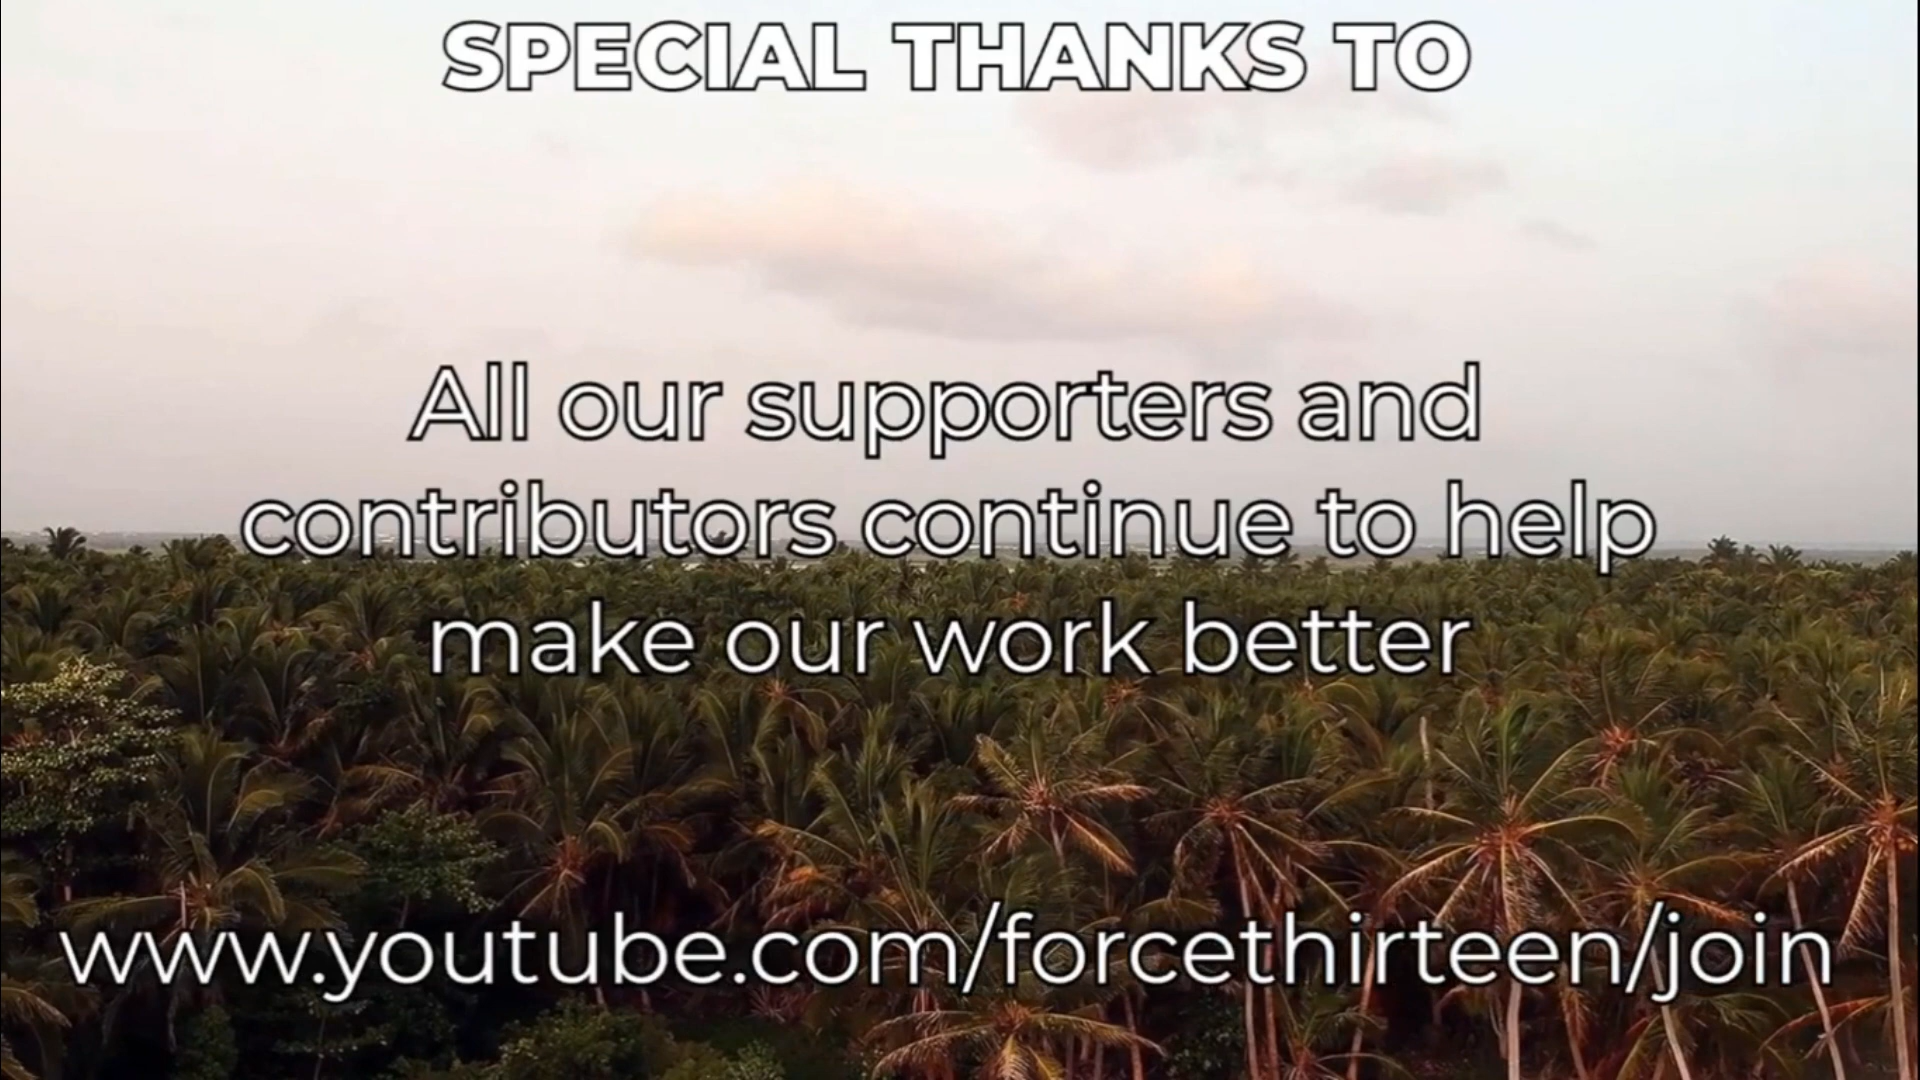 SPECIAL THANKS TO
All our supporters and
contributors continue to help
make our work better
www.youtube.com/forcethirteen/join